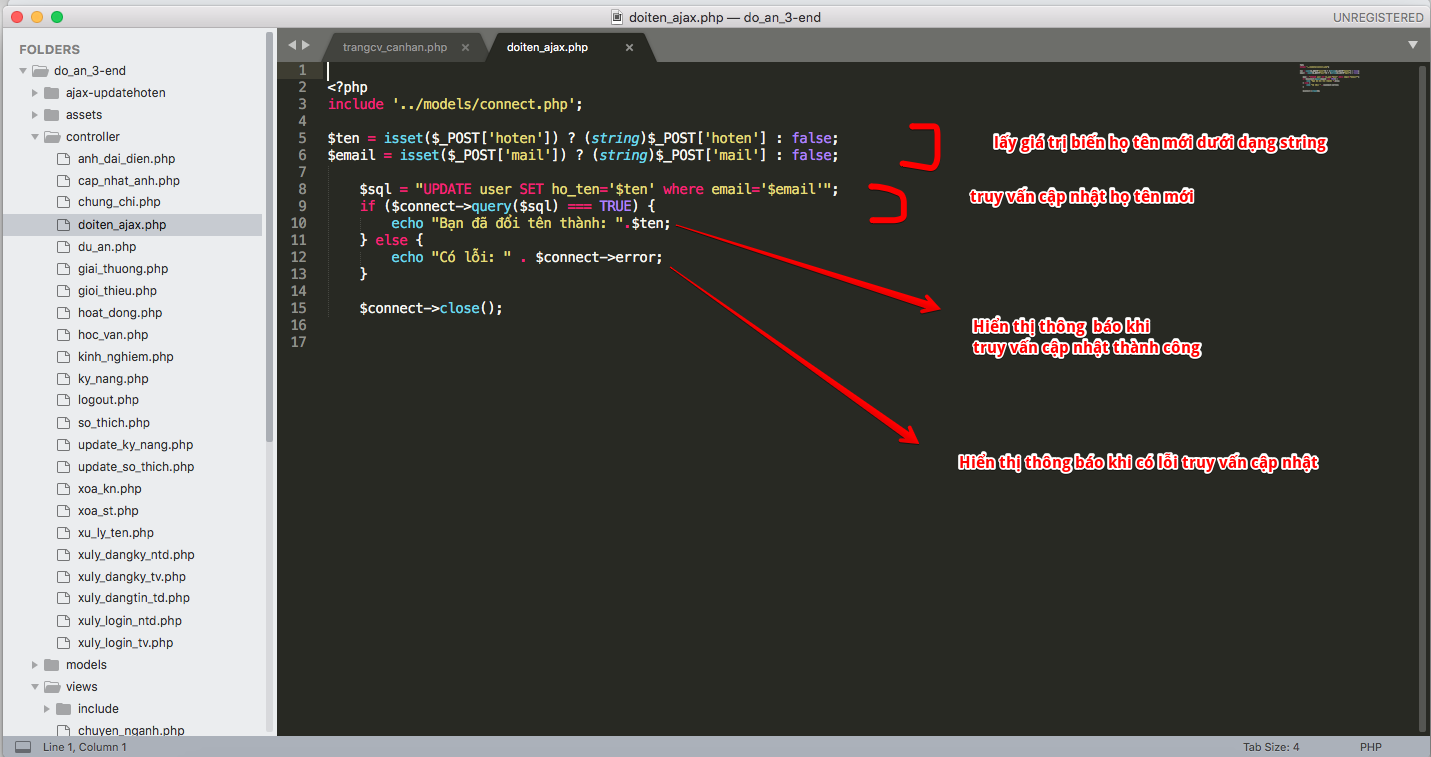 doiten_ajax.php — do_an_3-end
UNREGISTERED
FOLDERS
do_an_3-end
ajax-updatehoten
assets
controller
anh_dai_dien.php
cap_nhat_anh.php
chung_chi.php
doiten_ajax.php
du_an.php
giai_thuong.php
gioi_thieu.php
hoat_dong.php
hoc_van.php
kinh_nghiem.php
ky_nang.php
logout.php
so_thich.php
update_ky_nang.php
update_so_thich.php
xoa_kn.php
xoa_st.php
xu_ly_ten.php
xuly_dangky_ntd.php
xuly_dangky_tv.php
xuly_dangtin_td.php
xuly_login_ntd.php
xuly_login_tv.php
models
views
include
chuyen_nganh.php
trangcv_canhan.php
doiten_ajax.php
1
2 <?php
3 include '../models/connect.php';
4
5 $ten = isset($_POST['hoten']) ? (string)$_POST['hoten'] : false;
6 $email = isset($_POST['mail']) ? (string)$_POST['mail'] : false;
7
8 $sql = "UPDATE user SET ho_ten='$ten' where email='$email'";
9 if ($connect->query($sql) === TRUE) {
10 echo "Bạn đã đổi tên thành: ".$ten;
11 } else {
12 echo "Có lỗi: " . $connect->error;
13 }
14
15 $connect->close();
16
17
lấy giá trị biến họ tên mới dưới dạng string
truy vấn cập nhật họ tên mới
Hiển thị thông báo khi
truy vấn cập nhật thành công
Hiển thị thông báo khi có lỗi truy vấn cập nhật
Line 1, Column 1
Tab Size: 4
PHP